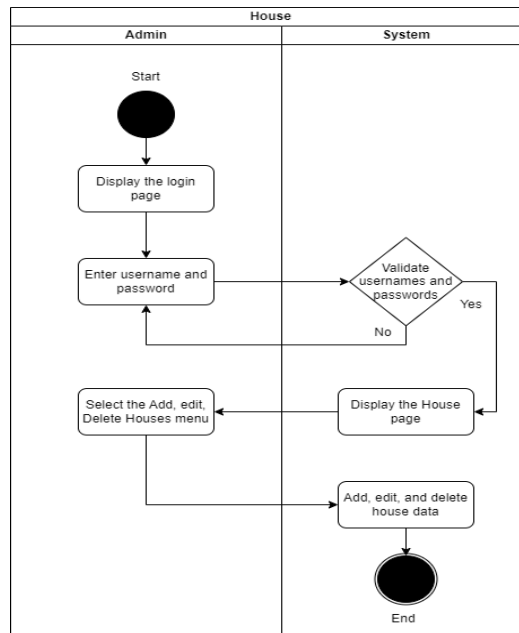 House
Admin
System
Start
Display the login
page
Enter username and
password
Validate
usernames and
passwords
Yes
No
Select the Add, edit,
Delete Houses menu
Display the House
page
Add, edit, and delete
house data
End